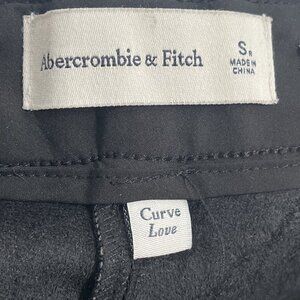 Abercrombie & Fitch
S R
MADE IN
CHINA
Curve
Love